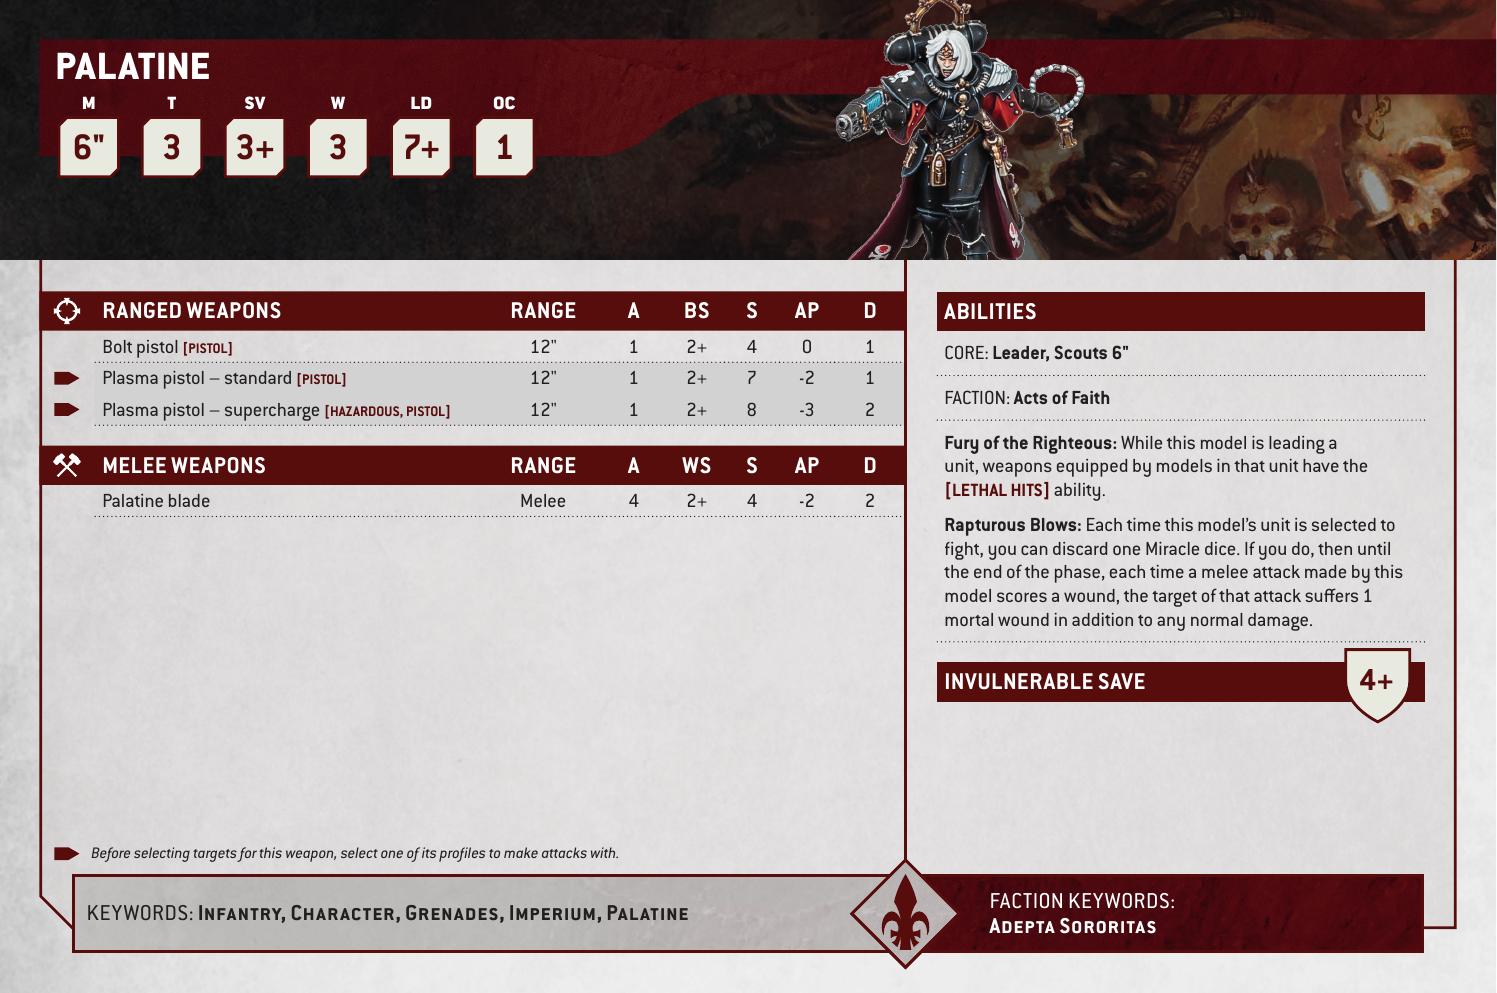 PALATINE
M T SV W LD OC
6" 3 3+ 3 7+ 1
RANGED WEAPONS RANGE A BS S AP D
Bolt pistol [PISTOL] 12" 1 2+ 4 0 1
Plasma pistol – standard [PISTOL] 12" 1 2+ 7 -2 1
Plasma pistol – supercharge [HAZARDOUS, PISTOL] 12" 1 2+ 8 -3 2
MELEE WEAPONS RANGE A WS S AP D
Palatine blade Melee 4 2+ 4 -2 2
Before selecting targets for this weapon, select one of its profiles to make attacks with.
ABILITIES
CORE: Leader, Scouts 6"
FACTION: Acts of Faith
Fury of the Righteous: While this model is leading a
unit, weapons equipped by models in that unit have the
[LETHAL HITS] ability.
Rapturous Blows: Each time this model’s unit is selected to
fight, you can discard one Miracle dice. If you do, then until
the end of the phase, each time a melee attack made by this
model scores a wound, the target of that attack suffers 1
mortal wound in addition to any normal damage.
INVULNERABLE SAVE 4+
KEYWORDS: INFANTRY, CHARACTER, GRENADES, IMPERIUM, PALATINE
FACTION KEYWORDS:
ADEPTA SORORITAS